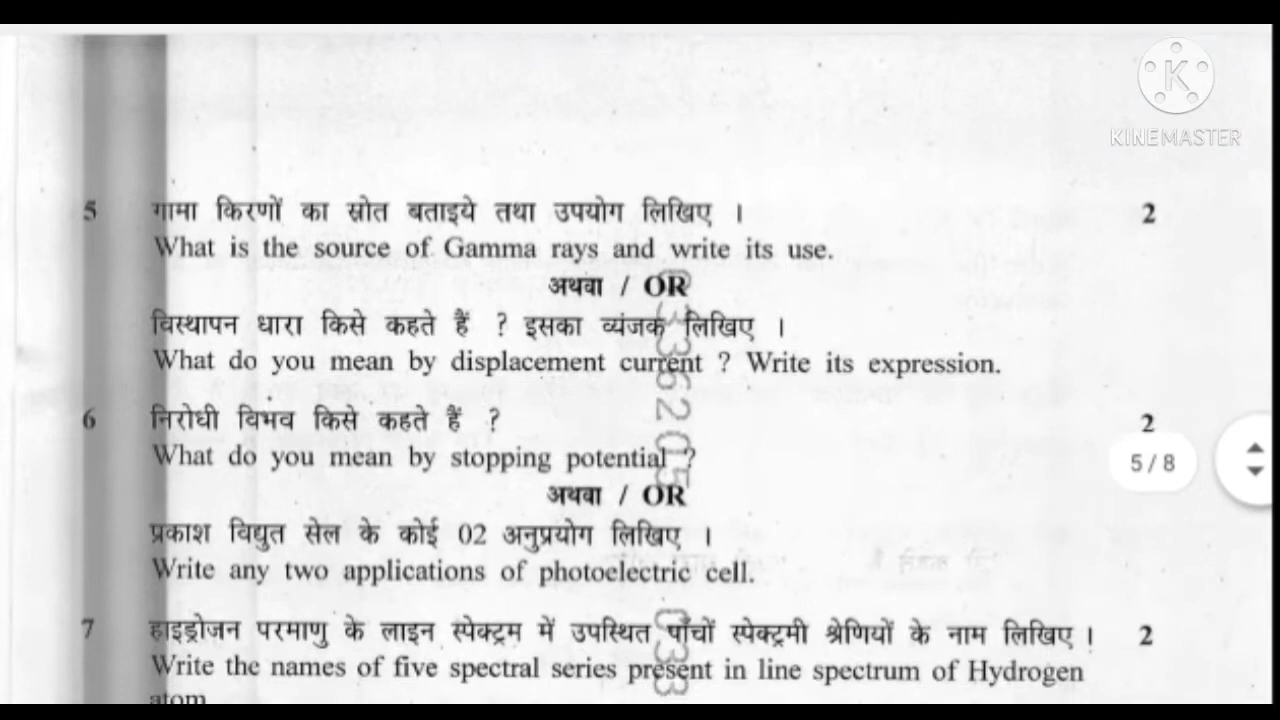 KINEMASTER
5 गामा किरणों का स्रोत बताइये तथा उपयोग लिखिए । 2
What is the source of Gamma rays and write its use.
अथवा / OR
विस्थापन धारा किसे कहते हैं ? इसका व्यंजक लिखिए ।
What do you mean by displacement current ? Write its expression.
6 निरोधी विभव किसे कहते हैं ? 2
What do you mean by stopping potential ?
5 / 8
अथवा / OR
प्रकाश विद्युत सेल के कोई 02 अनुप्रयोग लिखिए ।
Write any two applications of photoelectric cell.
7 हाइड्रोजन परमाणु के लाइन स्पेक्ट्रम में उपस्थित पाँचों स्पेक्ट्रमी श्रेणियों के नाम लिखिए । 2
Write the names of five spectral series present in line spectrum of Hydrogen
atom